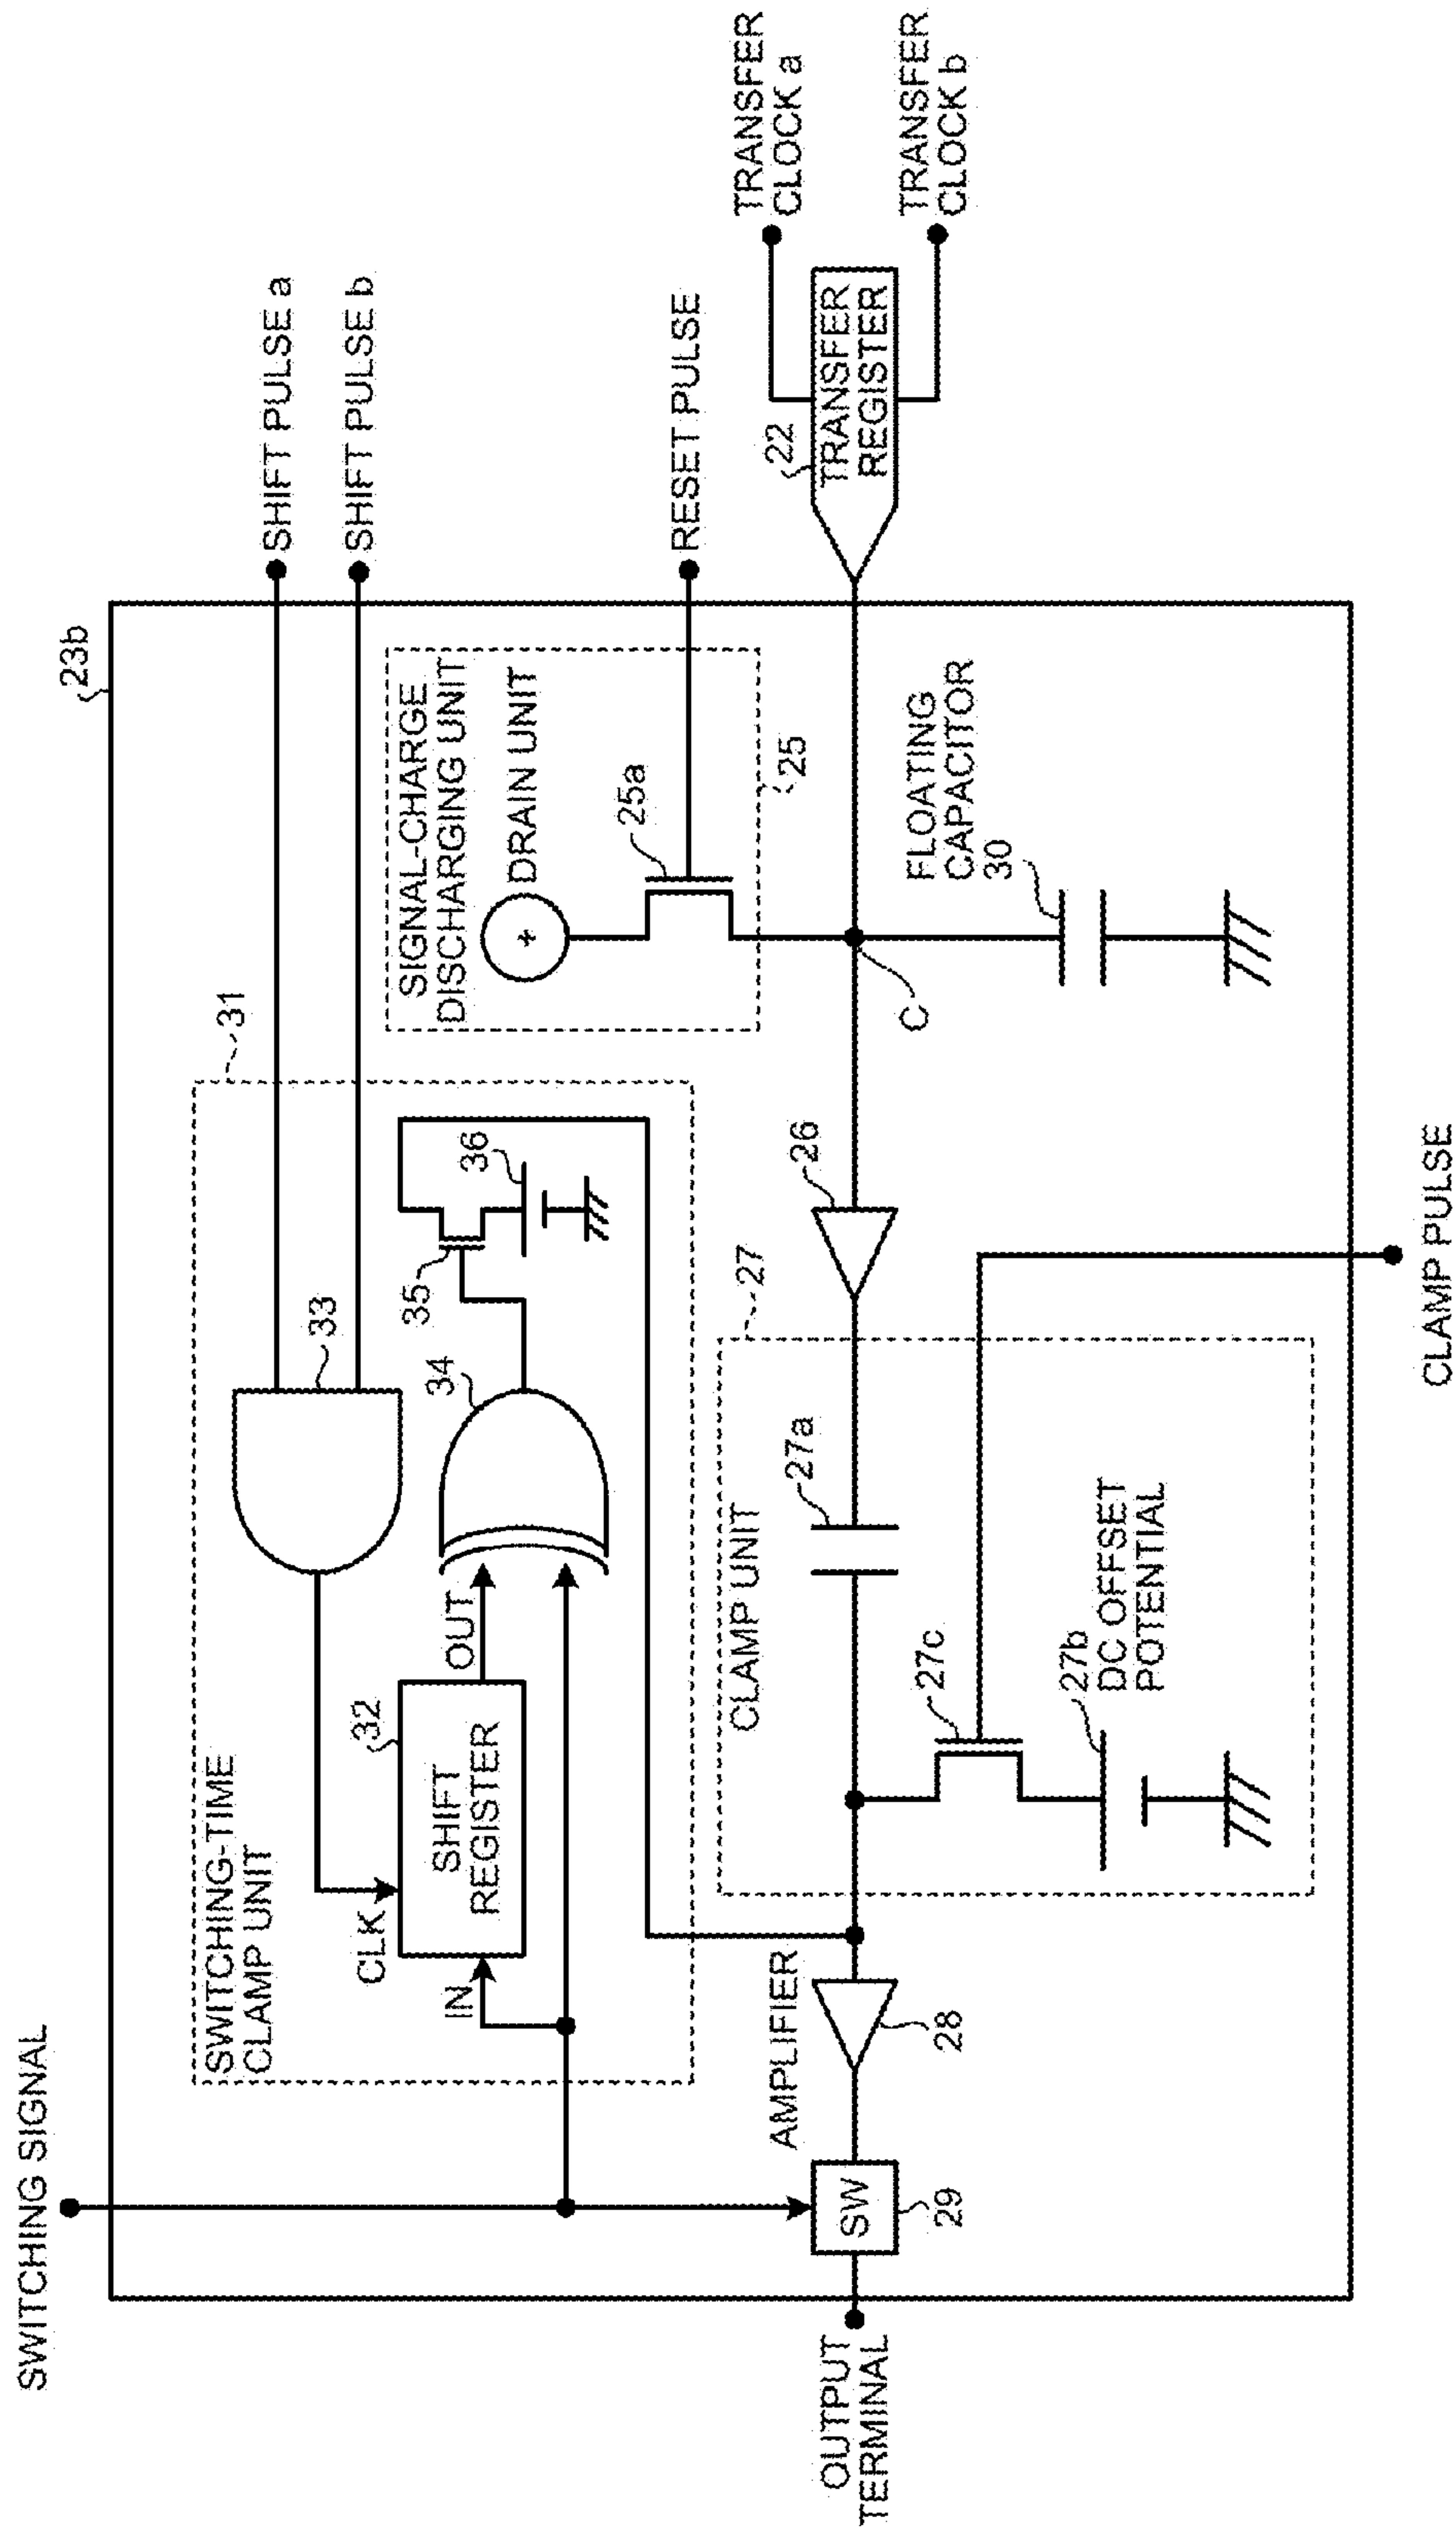 SWITCHING SIGNAL
23b
SHIFT PULSE a
SHIFT PULSE b
SWITCHING-TIME
CLAMP UNIT
31
33
CLK
32
SHIFT
REGISTER
IN
OUT
34
35
36
SIGNAL-CHARGE
DISCHARGING UNIT
+
DRAIN UNIT
25a
25
RESET PULSE
OUTPUT
TERMINAL
SW
29
AMPLIFIER
28
CLAMP UNIT
27
27a
27c
27b
DC OFFSET
POTENTIAL
26
C
FLOATING
CAPACITOR
30
22
TRANSFER
REGISTER
TRANSFER
CLOCK a
TRANSFER
CLOCK b
CLAMP PULSE